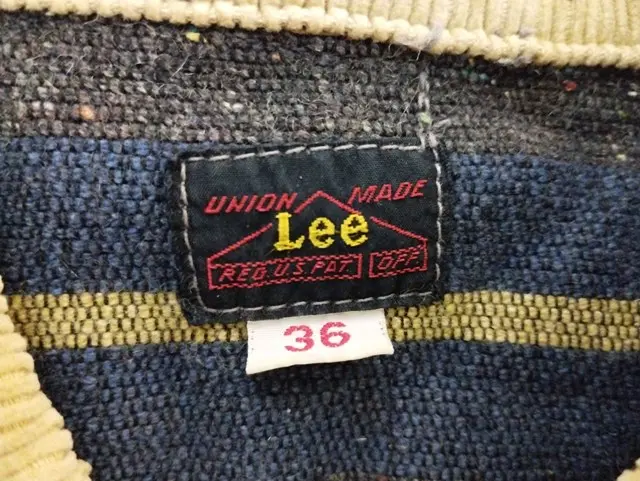 UNION MADE
Lee
REG. U.S. PAT. OFF
36